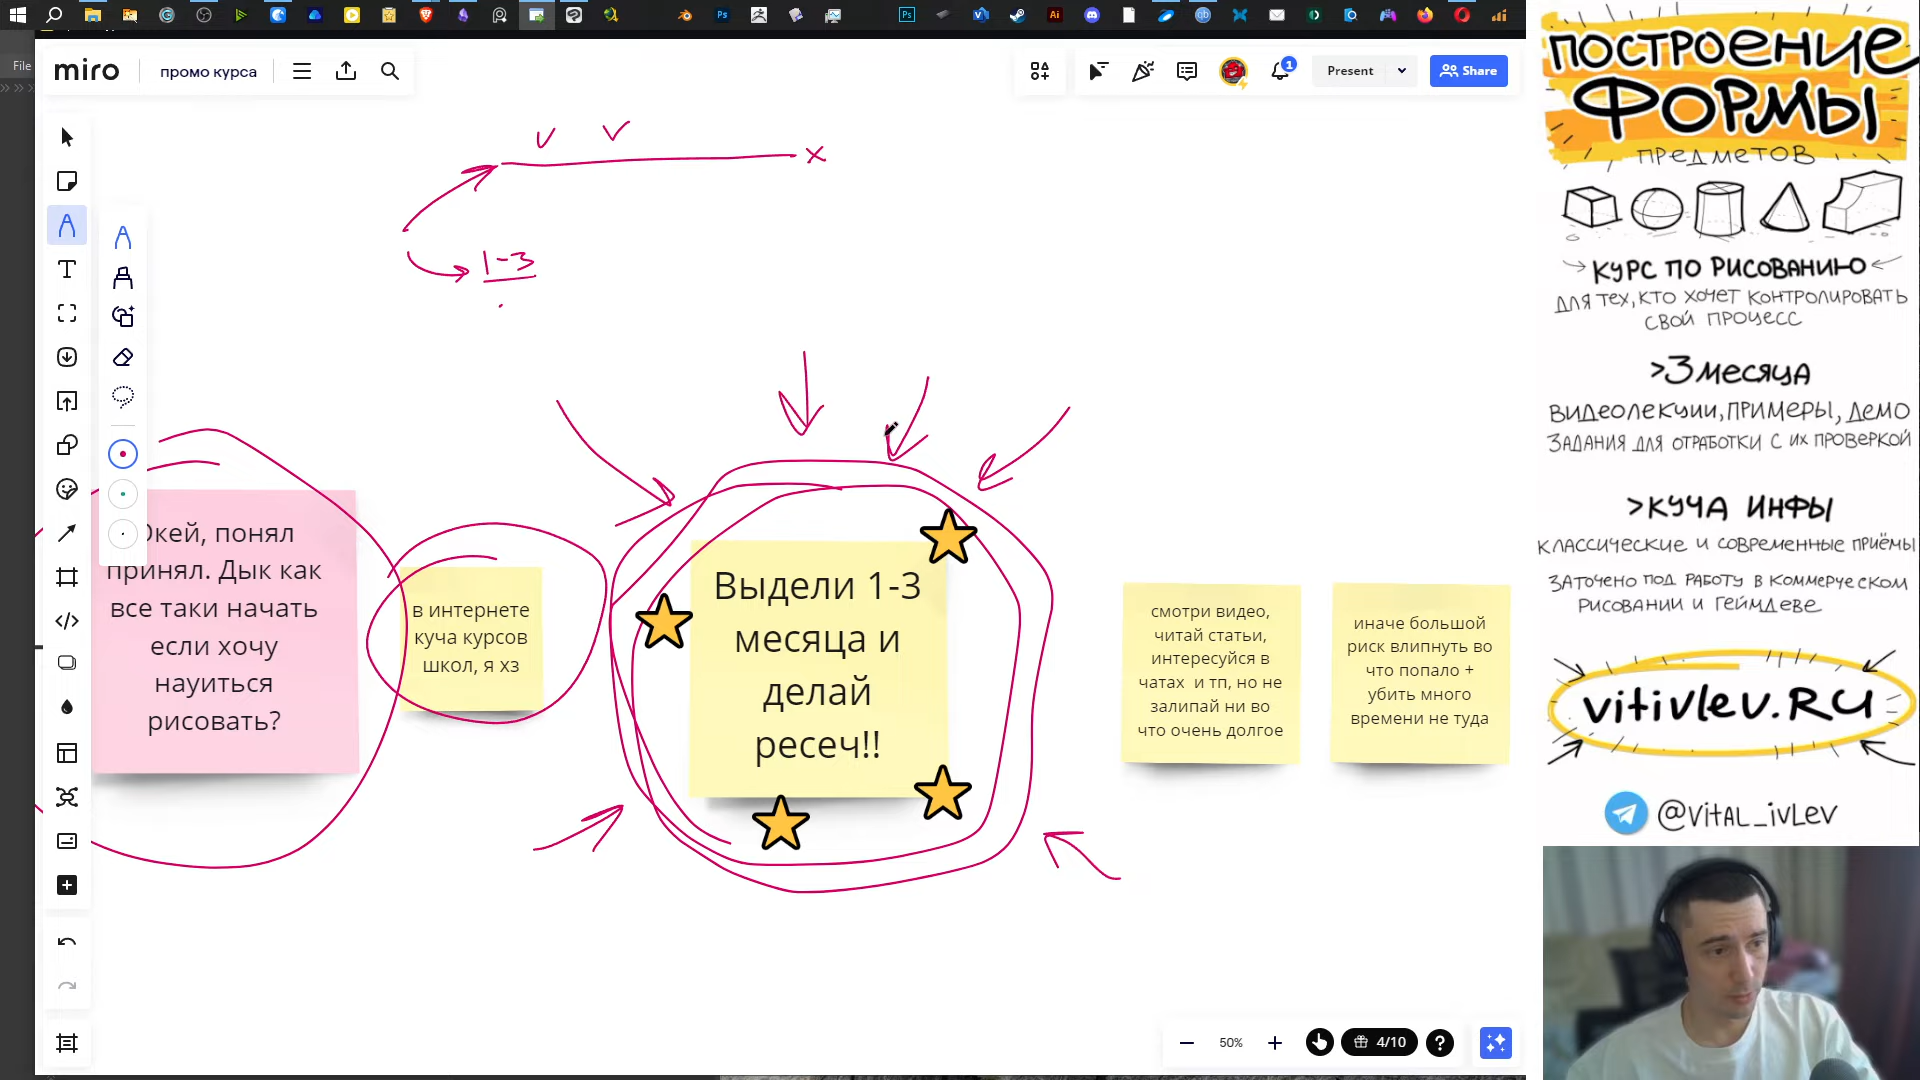 File
miro
промо курса
1
Present
Share
v v x
1-3
Окей, понял
принял. Дык как
все таки начать
если хочу
науиться
рисовать?
в интернете
куча курсов
школ, я хз
Выдели 1-3
месяца и
делай
ресеч!!
смотри видео,
читай статьи,
интересуйся в
чатах и тп, но не
залипай ни во
что очень долгое
иначе большой
риск влипнуть во
что попало +
убить много
времени не туда
50%
4/10
ПОСТРОЕНИЕ
ФОРМЫ
ПРЕДМЕТОВ
КУРС ПО РИСОВАНИЮ
ДЛЯ ТЕХ, КТО ХОЧЕТ КОНТРОЛИРОВАТЬ
СВОЙ ПРОЦЕСС
>3 месяца
ВИДЕОЛЕКЦИИ, ПРИМЕРЫ, ДЕМО
ЗАДАНИЯ ДЛЯ ОТРАБОТКИ С ИХ ПРОВЕРКОЙ
>КУЧА ИНФЫ
КЛАССИЧЕСКИЕ И СОВРЕМЕННЫЕ ПРИЁМЫ
ЗАТОЧЕНО ПОД РАБОТУ В КОММЕРЧЕСКОМ
РИСОВАНИИ И ГЕЙМДЕВЕ
vitivlev.RU
@VITAL_IVLEV